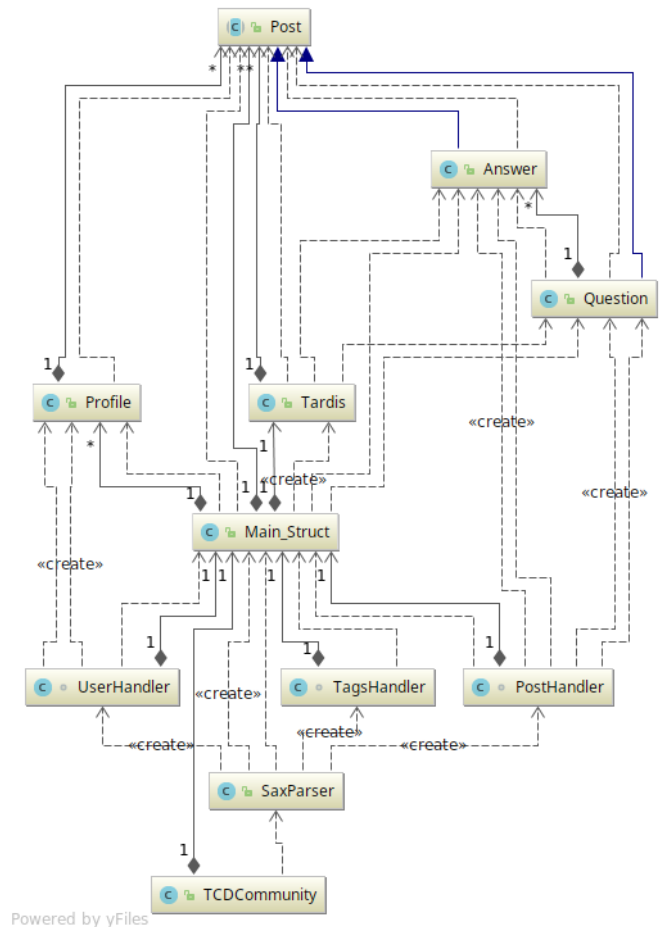 C Post
* * *
C Answer
*
1
C Question
1 1
C Profile
C Tardis
«create»
*
1
«create»
1 1 1
«create»
C Main_Struct
«create»
1 1 1 1
1 1 1
C UserHandler
C TagsHandler
C PostHandler
«create»
«create»
«create» «create»
C SaxParser
1
C TCDCommunity
Powered by yFiles